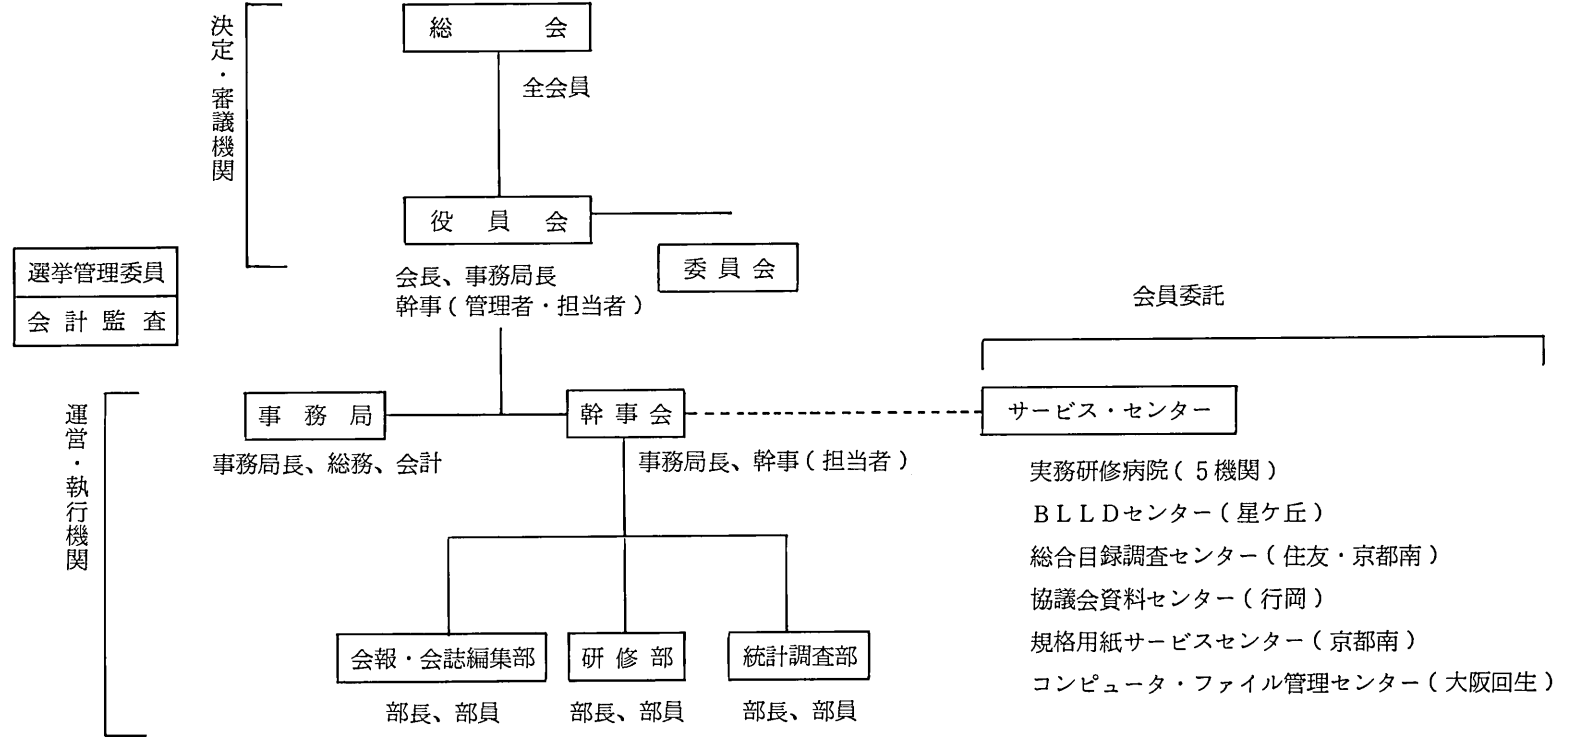 決定・審議機関
総会
全会員
役員会
会長、事務局長
幹事(管理者・担当者)
委員会
選挙管理委員
会計監査
会員委託
運営・執行機関
事務局
事務局長、総務、会計
幹事会
事務局長、幹事(担当者)
サービス・センター
実務研修病院(5機関)
BLLDセンター(星ケ丘)
総合目録調査センター(住友・京都南)
協議会資料センター(行岡)
規格用紙サービスセンター(京都南)
コンピュータ・ファイル管理センター(大阪回生)
会報・会誌編集部
部長、部員
研修部
部長、部員
統計調査部
部長、部員